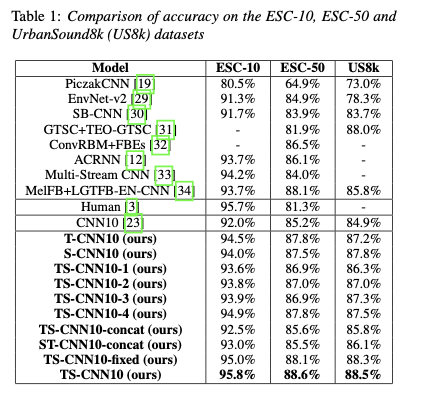 Table 1: Comparison of accuracy on the ESC-10, ESC-50 and
UrbanSound8k (US8k) datasets
Model ESC-10 ESC-50 US8k
PiczakCNN [19] 80.5% 64.9% 73.0%
EnvNet-v2 [29] 91.3% 84.9% 78.3%
SB-CNN [30] 91.7% 83.9% 83.7%
GTSC+TEO-GTSC [31] - 81.9% 88.0%
ConvRBM+FBEs [32] - 86.5% -
ACRNN [12] 93.7% 86.1% -
Multi-Stream CNN [33] 94.2% 84.0% -
MelFB+LGTFB-EN-CNN [34] 93.7% 88.1% 85.8%
Human [3] 95.7% 81.3% -
CNN10 [23] 92.0% 85.2% 84.9%
T-CNN10 (ours) 94.5% 87.8% 87.2%
S-CNN10 (ours) 94.0% 87.5% 87.8%
TS-CNN10-1 (ours) 93.6% 86.9% 86.3%
TS-CNN10-2 (ours) 93.8% 87.0% 87.0%
TS-CNN10-3 (ours) 93.9% 86.9% 87.3%
TS-CNN10-4 (ours) 94.9% 87.8% 87.5%
TS-CNN10-concat (ours) 92.5% 85.6% 85.8%
ST-CNN10-concat (ours) 93.0% 85.5% 86.1%
TS-CNN10-fixed (ours) 95.0% 88.1% 88.3%
TS-CNN10 (ours) 95.8% 88.6% 88.5%